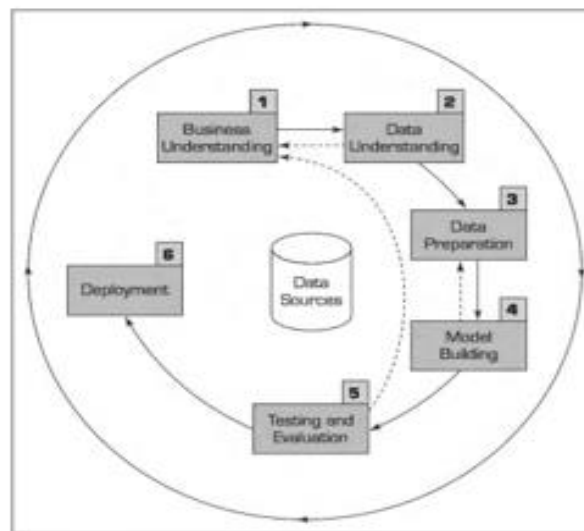 1
Business
Understanding
2
Data
Understanding
3
Data
Preparation
4
Model
Building
5
Testing and
Evaluation
6
Deployment
Data
Sources